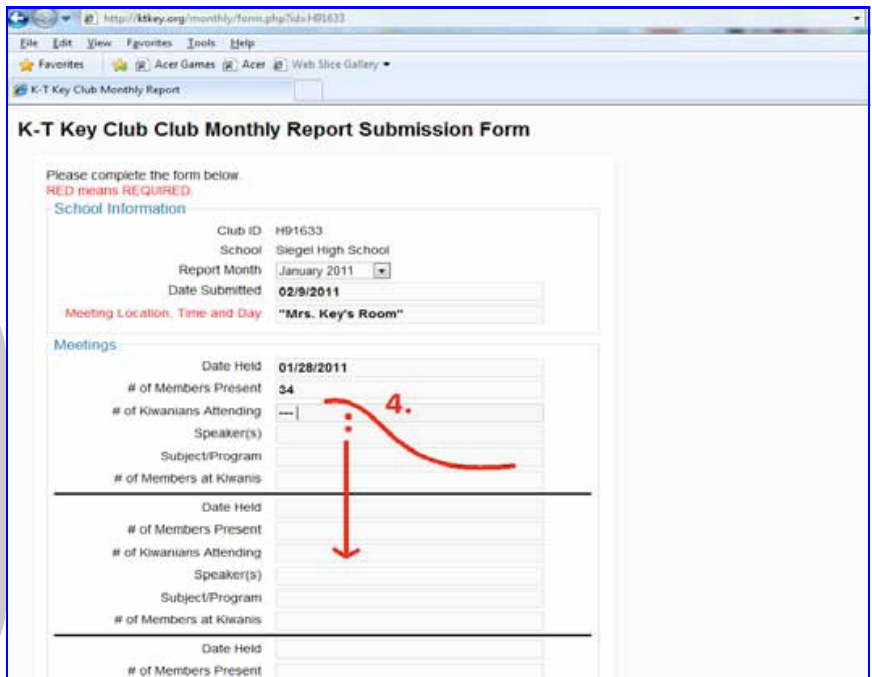 http://ktkey.org/monthly/form.php?id=H91633
File Edit View Favorites Tools Help
Favorites Acer Games Acer Web Slice Gallery
K-T Key Club Monthly Report
K-T Key Club Club Monthly Report Submission Form
Please complete the form below.
RED means REQUIRED.
School Information
Club ID H91633
School Siegel High School
Report Month January 2011
Date Submitted 02/9/2011
Meeting Location, Time and Day "Mrs. Key's Room"
Meetings
Date Held 01/28/2011
# of Members Present 34
# of Kiwanians Attending ---
4.
Speaker(s)
Subject/Program
# of Members at Kiwanis
Date Held
# of Members Present
# of Kiwanians Attending
Speaker(s)
Subject/Program
# of Members at Kiwanis
Date Held
# of Members Present